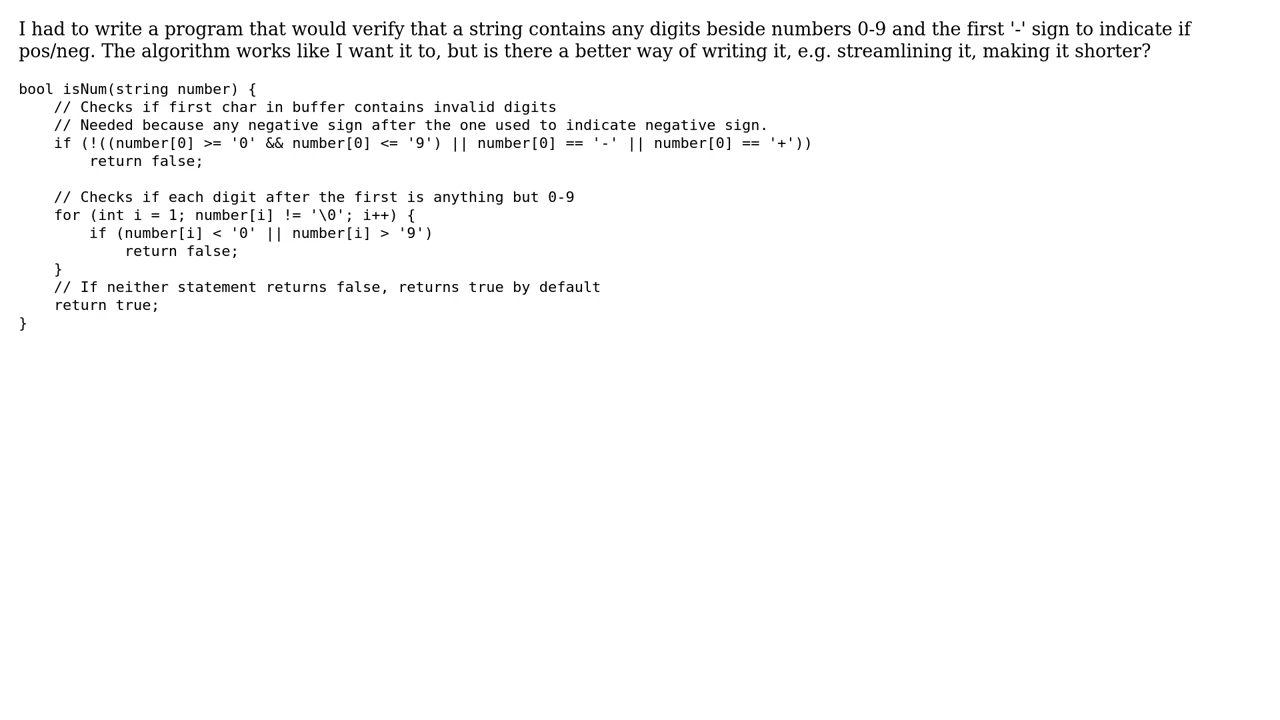 I had to write a program that would verify that a string contains any digits beside numbers 0-9 and the first '-' sign to indicate if
pos/neg. The algorithm works like I want it to, but is there a better way of writing it, e.g. streamlining it, making it shorter?
bool isNum(string number) {
    // Checks if first char in buffer contains invalid digits
    // Needed because any negative sign after the one used to indicate negative sign.
    if (!((number[0] >= '0' && number[0] <= '9') || number[0] == '-' || number[0] == '+'))
        return false;
    // Checks if each digit after the first is anything but 0-9
    for (int i = 1; number[i] != '\0'; i++) {
        if (number[i] < '0' || number[i] > '9')
            return false;
    }
    // If neither statement returns false, returns true by default
    return true;
}